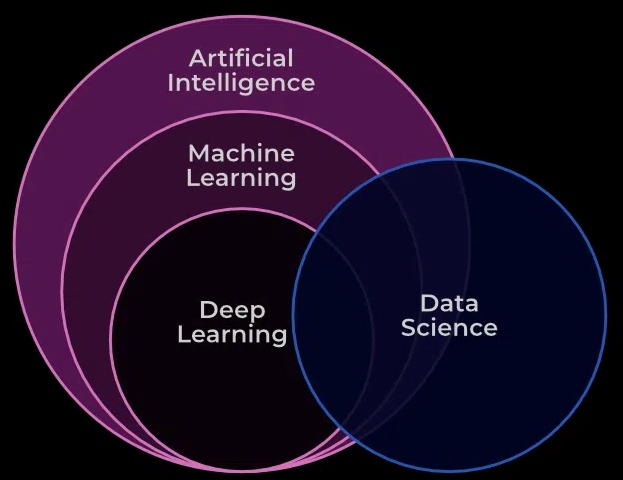 Artificial
Intelligence
Machine
Learning
Deep
Learning
Data
Science